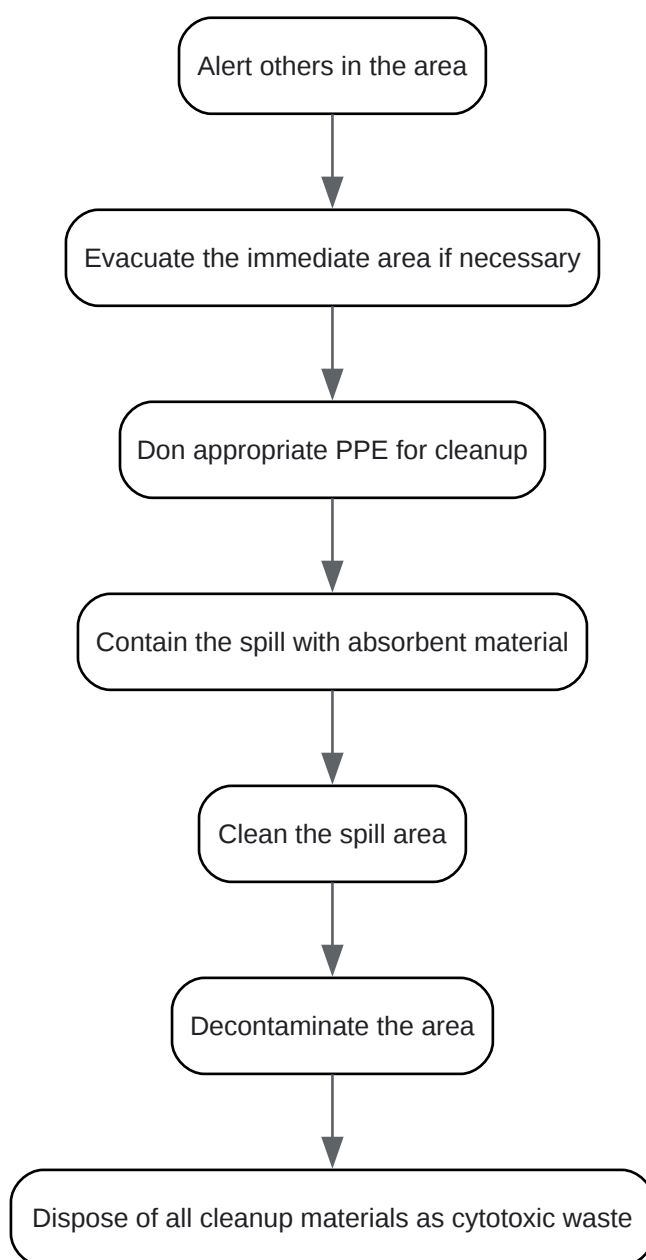 Alert others in the area
Evacuate the immediate area if necessary
Don appropriate PPE for cleanup
Contain the spill with absorbent material
Clean the spill area
Decontaminate the area
Dispose of all cleanup materials as cytotoxic waste